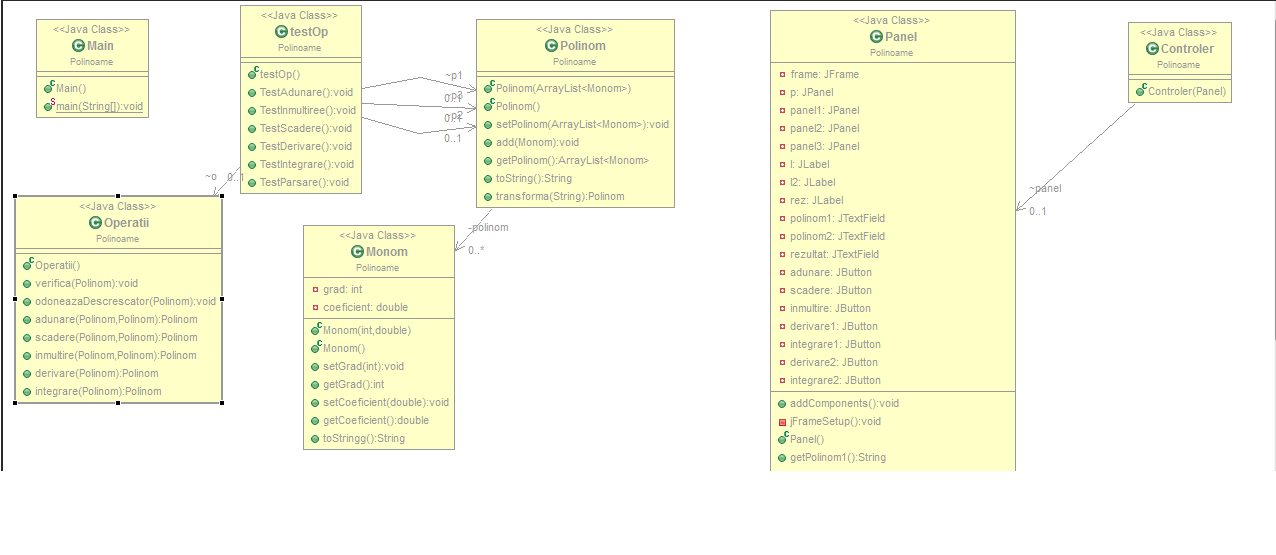 <<Java Class>>
Main
Polinoame
Main()
main(String[]):void
<<Java Class>>
testOp
Polinoame
testOp()
TestAdunare():void
TestInmultiree():void
TestScadere():void
TestDerivare():void
TestIntegrare():void
TestParsare():void
~p1
0..1
~p3
0..1
~p2
0..1
~o
0..1
<<Java Class>>
Polinom
Polinoame
Polinom(ArrayList<Monom>)
Polinom()
setPolinom(ArrayList<Monom>):void
add(Monom):void
getPolinom():ArrayList<Monom>
toString():String
transforma(String):Polinom
-polinom
0..*
<<Java Class>>
Operatii
Polinoame
Operatii()
verifica(Polinom):void
odoneazaDescrescator(Polinom):void
adunare(Polinom,Polinom):Polinom
scadere(Polinom,Polinom):Polinom
inmultire(Polinom,Polinom):Polinom
derivare(Polinom):Polinom
integrare(Polinom):Polinom
<<Java Class>>
Monom
Polinoame
grad: int
coeficient: double
Monom(int,double)
Monom()
setGrad(int):void
getGrad():int
setCoeficient(double):void
getCoeficient():double
toStringg():String
<<Java Class>>
Panel
Polinoame
frame: JFrame
p: JPanel
panel1: JPanel
panel2: JPanel
panel3: JPanel
l: JLabel
l2: JLabel
rez: JLabel
polinom1: JTextField
polinom2: JTextField
rezultat: JTextField
adunare: JButton
scadere: JButton
inmultire: JButton
derivare1: JButton
integrare1: JButton
derivare2: JButton
integrare2: JButton
addComponents():void
jFrameSetup():void
Panel()
getPolinom1():String
<<Java Class>>
Controler
Polinoame
Controler(Panel)
~panel
0..1